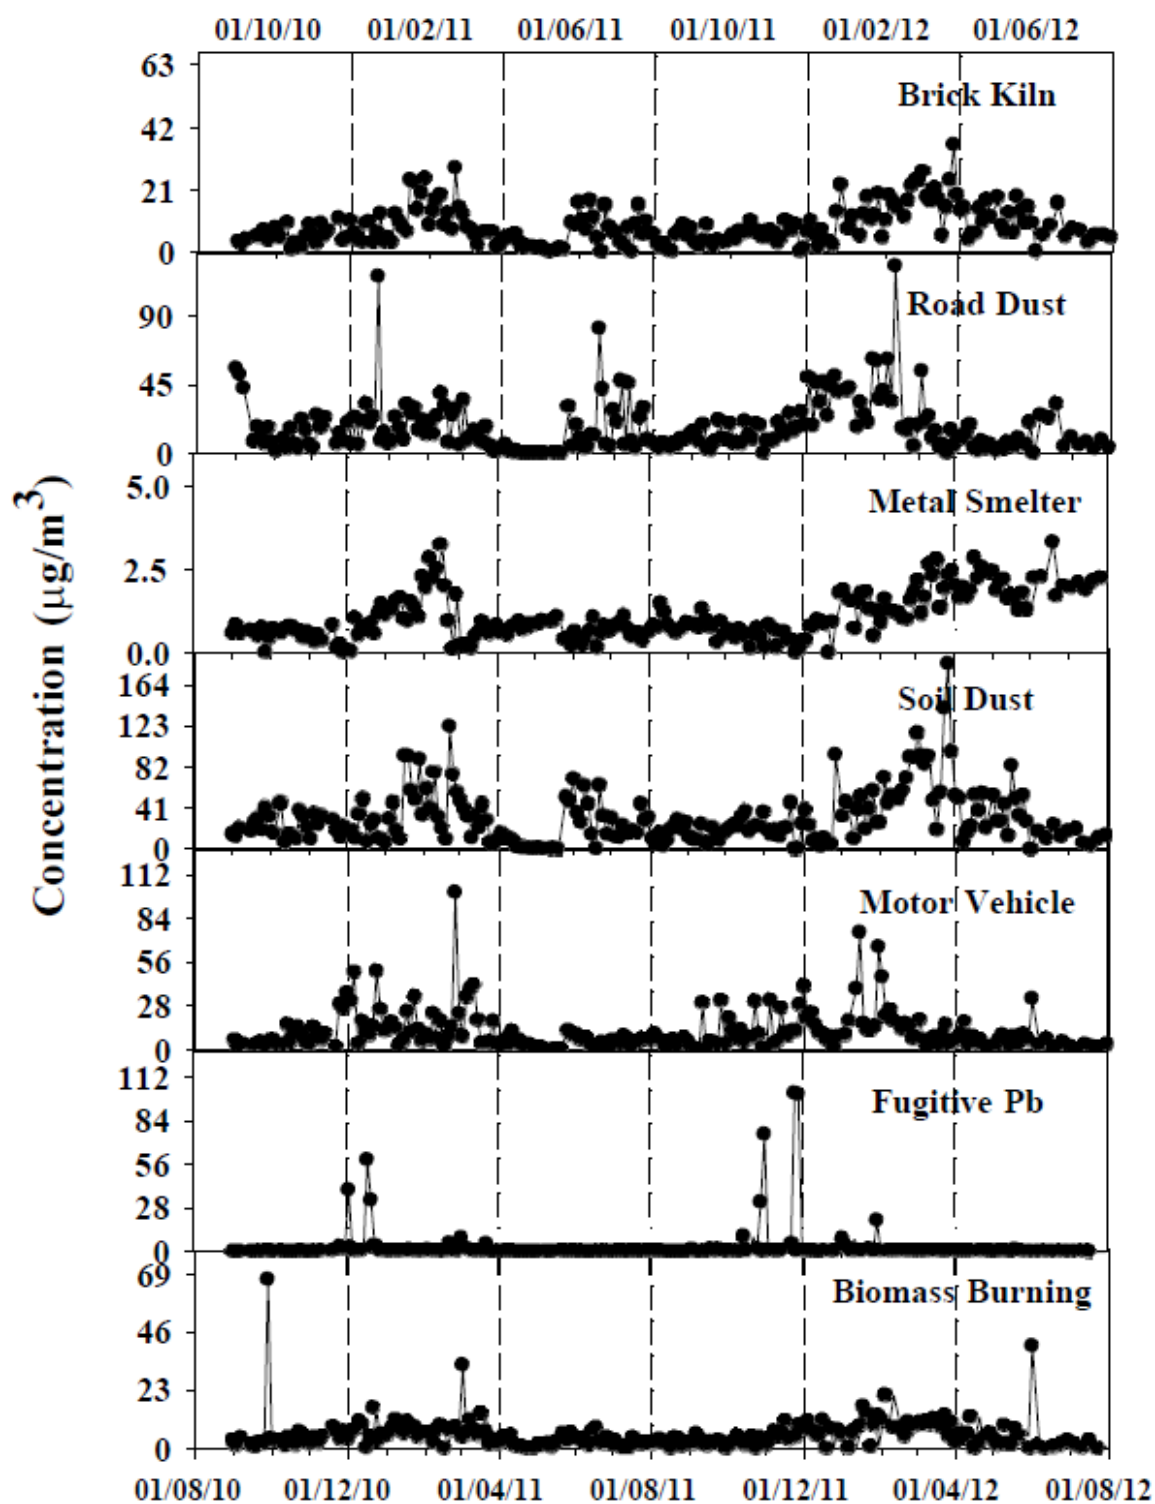 01/10/10 01/02/11 01/06/11 01/10/11 01/02/12 01/06/12
Brick Kiln
63
42
21
0
Road Dust
90
45
0
Metal Smelter
5.0
2.5
0.0
Concentration (μg/m³)
Soil Dust
164
123
82
41
0
Motor Vehicle
112
84
56
28
0
Fugitive Pb
112
84
56
28
0
Biomass Burning
69
46
23
0
01/08/10 01/12/10 01/04/11 01/08/11 01/12/11 01/04/12 01/08/12